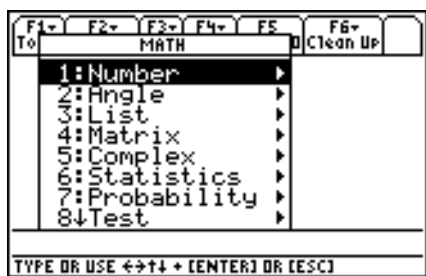 F1▾ F2▾ F3▾ F4▾ F5 F6▾
To Clean Up
MATH
1:Number ▸
2:Angle ▸
3:List ▸
4:Matrix ▸
5:Complex ▸
6:Statistics ▸
7:Probability ▸
8↓Test ▸
TYPE OR USE ←→↑↓ + [ENTER] OR [ESC]